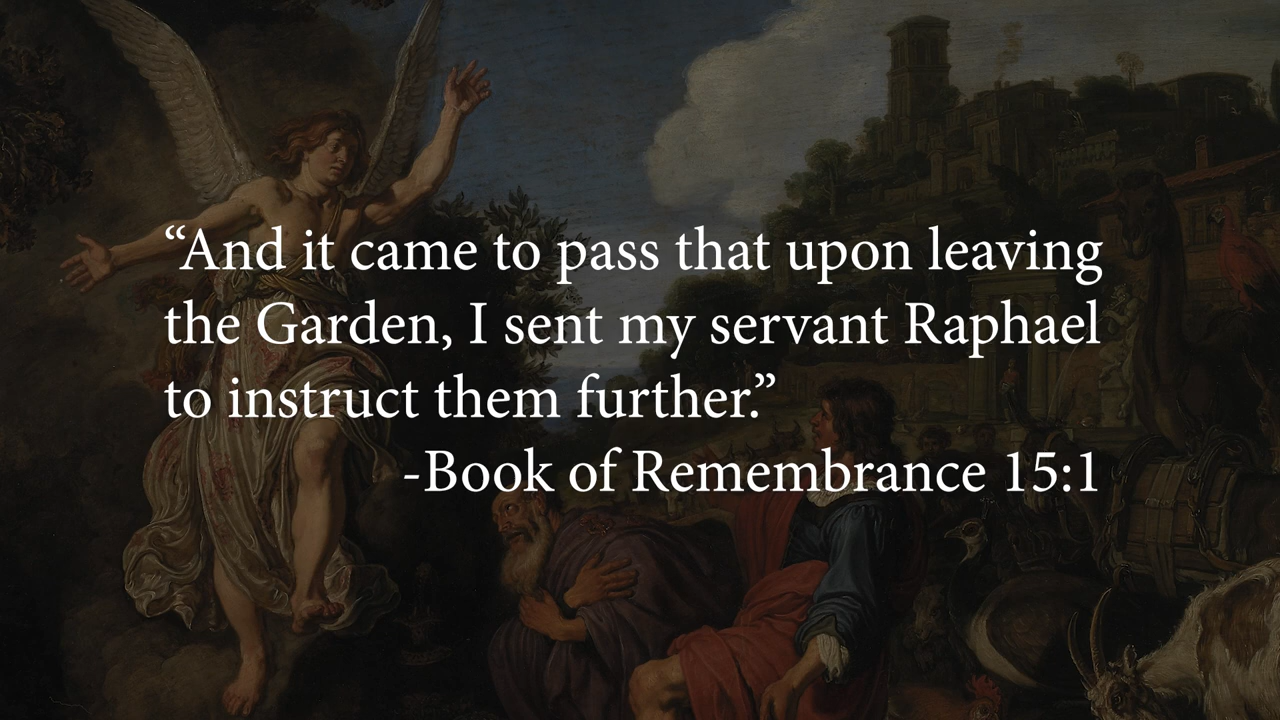 “And it came to pass that upon leaving
the Garden, I sent my servant Raphael
to instruct them further.”
-Book of Remembrance 15:1